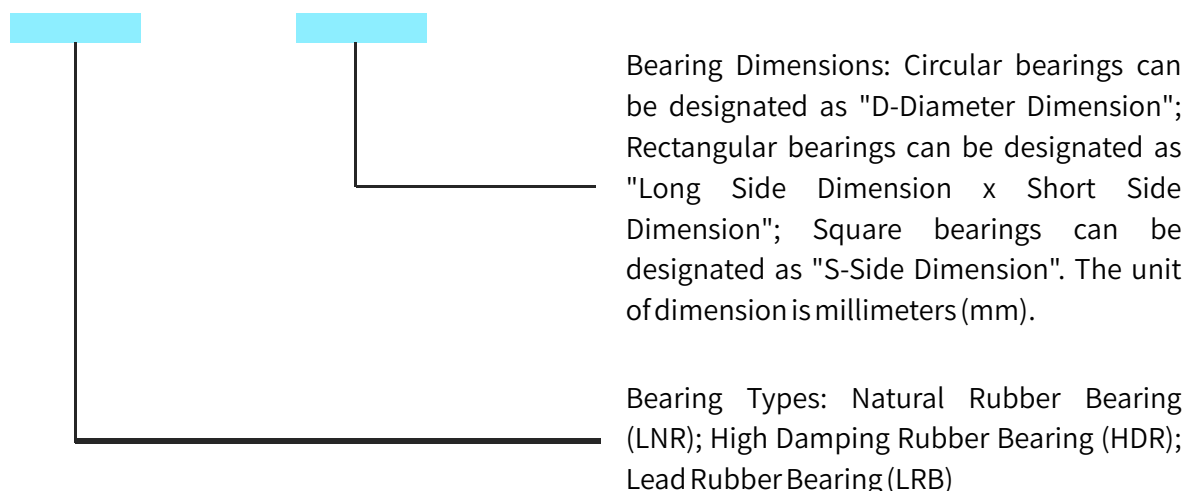 Bearing Dimensions: Circular bearings can
be designated as "D-Diameter Dimension";
Rectangular bearings can be designated as
"Long Side Dimension x Short Side
Dimension"; Square bearings can be
designated as "S-Side Dimension". The unit
of dimension is millimeters (mm).
Bearing Types: Natural Rubber Bearing
(LNR); High Damping Rubber Bearing (HDR);
Lead Rubber Bearing (LRB)